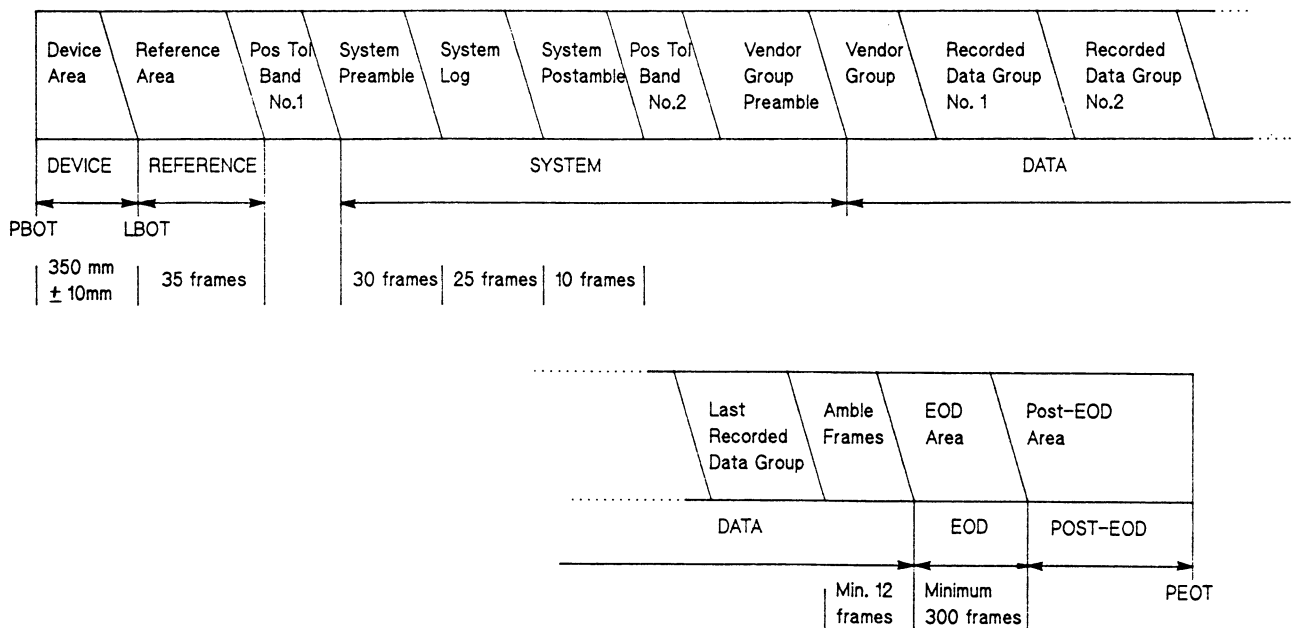 Device
Area
Reference
Area
Pos Tol
Band
No.1
System
Preamble
System
Log
System
Postamble
Pos Tol
Band
No.2
Vendor
Group
Preamble
Vendor
Group
Recorded
Data Group
No. 1
Recorded
Data Group
No.2
DEVICE
REFERENCE
SYSTEM
DATA
PBOT
LBOT
350 mm
± 10mm
35 frames
30 frames
25 frames
10 frames
Last
Recorded
Data Group
Amble
Frames
EOD
Area
Post-EOD
Area
DATA
EOD
POST-EOD
Min. 12
frames
Minimum
300 frames
PEOT